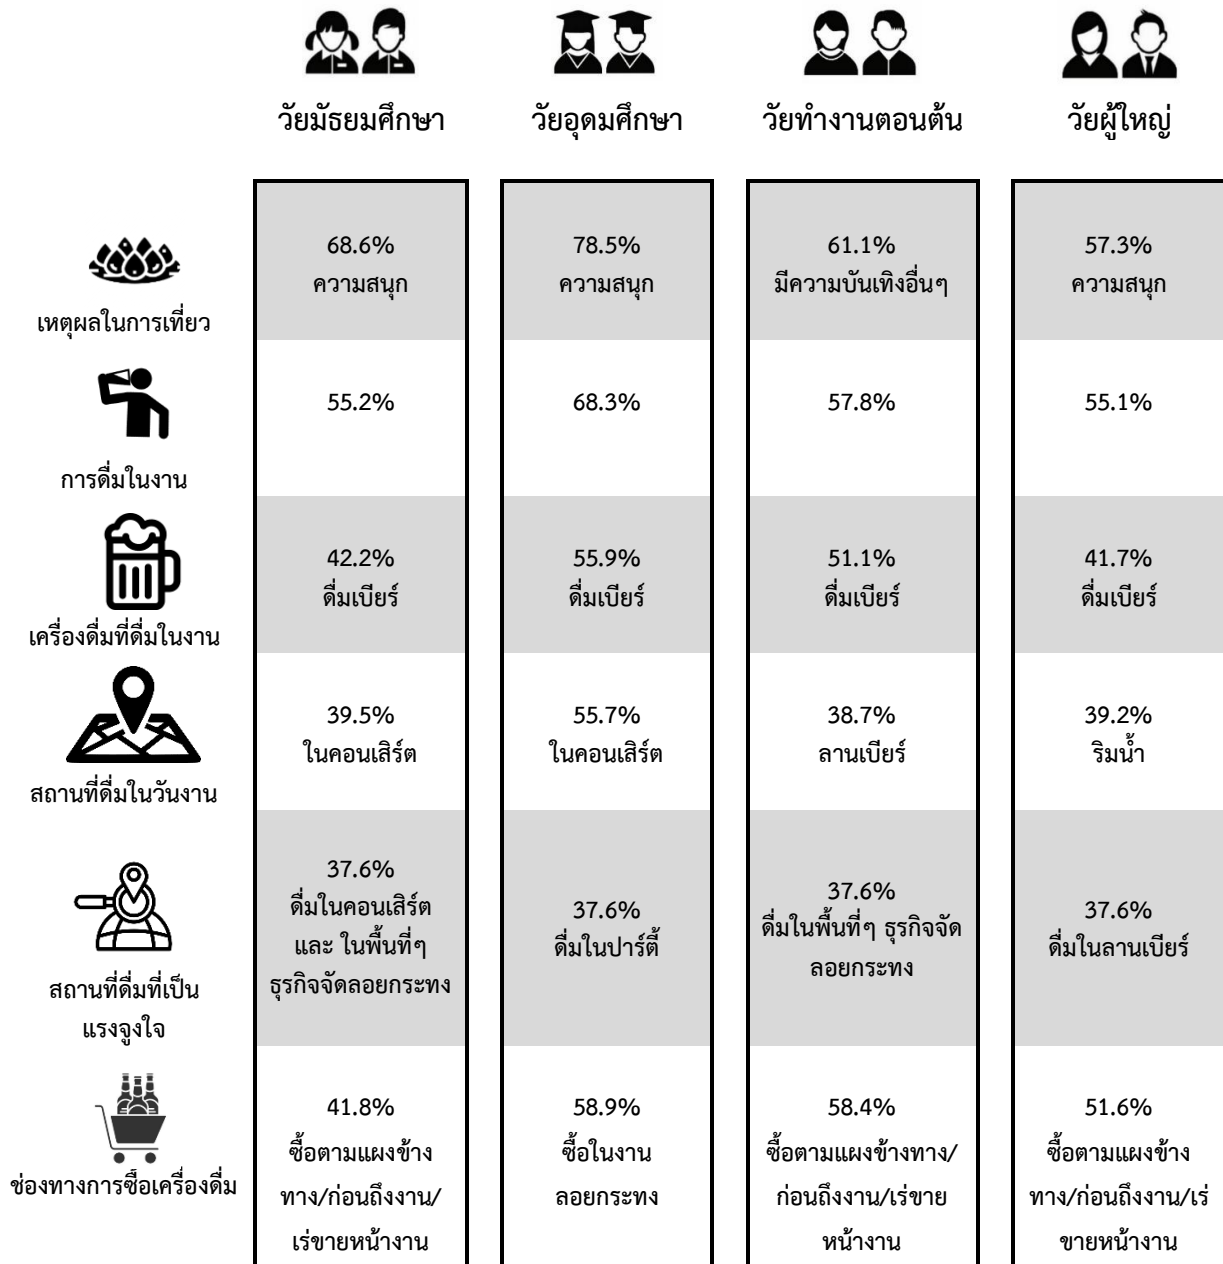 วัยมัธยมศึกษา
วัยอุดมศึกษา
วัยทำงานตอนต้น
วัยผู้ใหญ่
เหตุผลในการเที่ยว
68.6%
ความสนุก
78.5%
ความสนุก
61.1%
มีความบันเทิงอื่นๆ
57.3%
ความสนุก
การดื่มในงาน
55.2%
68.3%
57.8%
55.1%
เครื่องดื่มที่ดื่มในงาน
42.2%
ดื่มเบียร์
55.9%
ดื่มเบียร์
51.1%
ดื่มเบียร์
41.7%
ดื่มเบียร์
สถานที่ดื่มในวันงาน
39.5%
ในคอนเสิร์ต
55.7%
ในคอนเสิร์ต
38.7%
ลานเบียร์
39.2%
ริมน้ำ
สถานที่ดื่มที่เป็น
แรงจูงใจ
37.6%
ดื่มในคอนเสิร์ต
และ ในพื้นที่ๆ
ธุรกิจจัดลอยกระทง
37.6%
ดื่มในปาร์ตี้
37.6%
ดื่มในพื้นที่ๆ ธุรกิจจัด
ลอยกระทง
37.6%
ดื่มในลานเบียร์
ช่องทางการซื้อเครื่องดื่ม
41.8%
ซื้อตามแผงข้าง
ทาง/ก่อนถึงงาน/
เร่ขายหน้างาน
58.9%
ซื้อในงาน
ลอยกระทง
58.4%
ซื้อตามแผงข้างทาง/
ก่อนถึงงาน/เร่ขาย
หน้างาน
51.6%
ซื้อตามแผงข้าง
ทาง/ก่อนถึงงาน/เร่
ขายหน้างาน